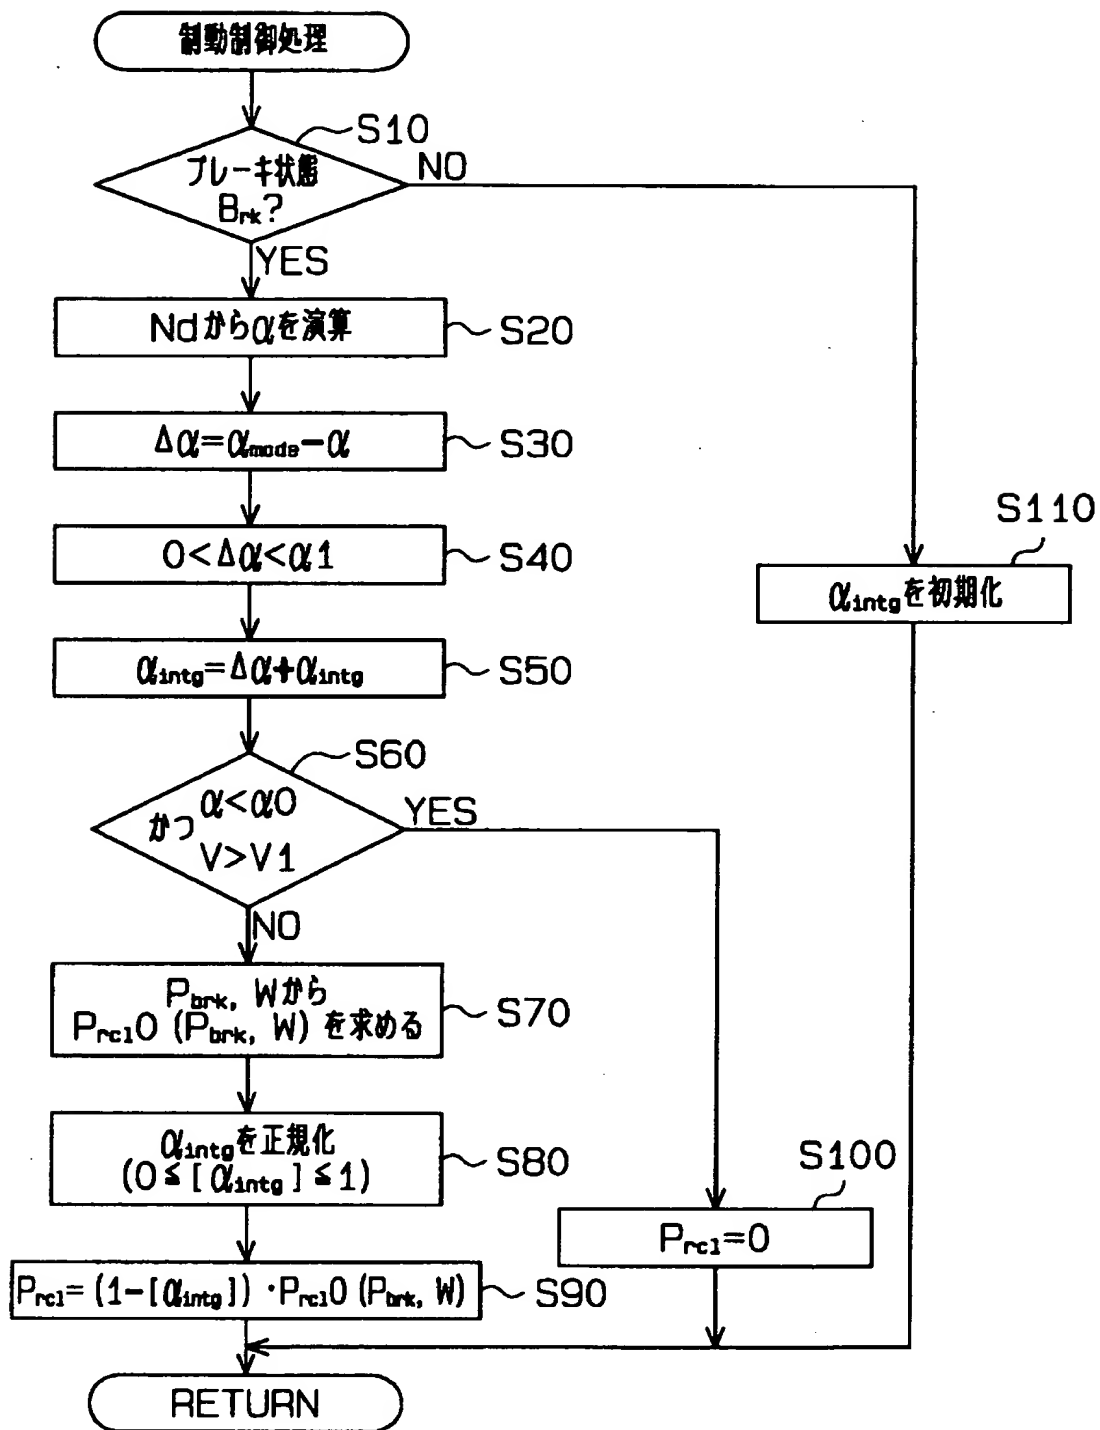 制動制御処理
S10
ブレーキ状態
Brk?
NO
YES
Ndからαを演算
S20
Δα=αmode-α
S30
0<Δα<α1
S40
αintg=Δα+αintg
S50
S60
α<α0
かつ
V>V1
YES
NO
Pbrk, Wから
Prcl0 (Pbrk, W) を求める
S70
αintgを正規化
(0≦[αintg]≦1)
S80
Prcl=(1-[αintg])・Prcl0 (Pbrk, W)
S90
S100
Prcl=0
S110
αintgを初期化
RETURN